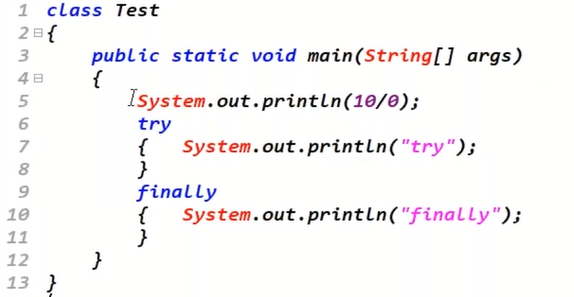 1 class Test
2 {
3 public static void main(String[] args)
4 {
5 System.out.println(10/0);
6 try
7 { System.out.println("try");
8 }
9 finally
10 { System.out.println("finally");
11 }
12 }
13 }